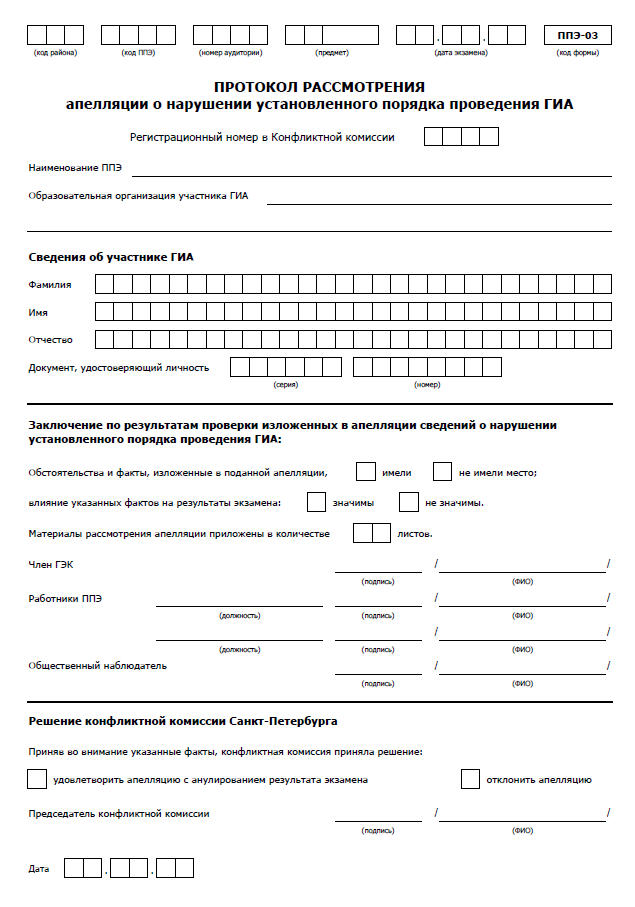 ППЭ-03
(код района) (код ППЭ) (номер аудитории) (предмет) (дата экзамена) (код формы)
ПРОТОКОЛ РАССМОТРЕНИЯ
апелляции о нарушении установленного порядка проведения ГИА
Регистрационный номер в Конфликтной комиссии
Наименование ППЭ
Образовательная организация участника ГИА
Сведения об участнике ГИА
Фамилия
Имя
Отчество
Документ, удостоверяющий личность
(серия) (номер)
Заключение по результатам проверки изложенных в апелляции сведений о нарушении
установленного порядка проведения ГИА:
Обстоятельства и факты, изложенные в поданной апелляции, имели не имели место;
влияние указанных фактов на результаты экзамена: значимы не значимы.
Материалы рассмотрения апелляции приложены в количестве листов.
Член ГЭК / /
(подпись) (ФИО)
Работники ППЭ / /
(должность) (подпись) (ФИО)
/ /
(должность) (подпись) (ФИО)
Общественный наблюдатель / /
(подпись) (ФИО)
Решение конфликтной комиссии Санкт-Петербурга
Приняв во внимание указанные факты, конфликтная комиссия приняла решение:
удовлетворить апелляцию с анулированием результата экзамена отклонить апелляцию
Председатель конфликтной комиссии / /
(подпись) (ФИО)
Дата . .